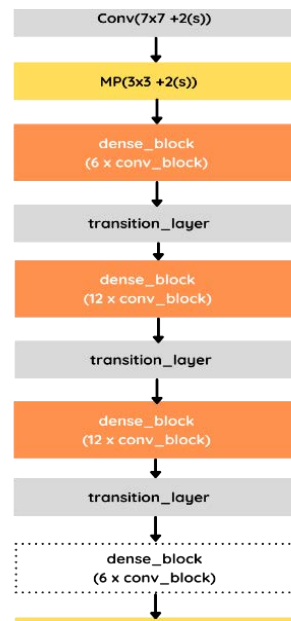 Conv(7x7 +2(s))
MP(3x3 +2(s))
dense_block
(6 x conv_block)
transition_layer
dense_block
(12 x conv_block)
transition_layer
dense_block
(12 x conv_block)
transition_layer
dense_block
(6 x conv_block)